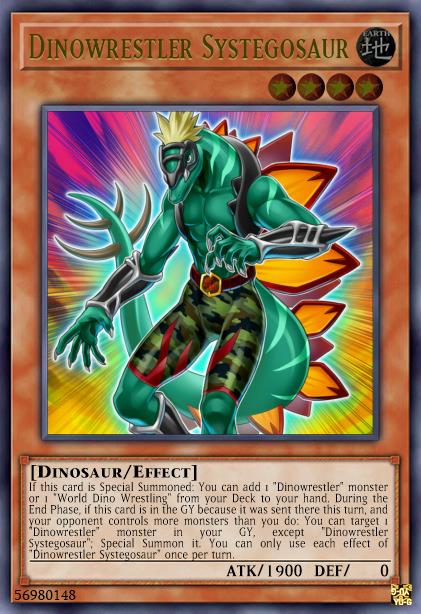 Dinowrestler Systegosaur
EARTH
地
[Dinosaur/Effect]
If this card is Special Summoned: You can add 1 "Dinowrestler" monster
or 1 "World Dino Wrestling" from your Deck to your hand. During the
End Phase, if this card is in the GY because it was sent there this turn, and
your opponent controls more monsters than you do: You can target 1
"Dinowrestler" monster in your GY, except "Dinowrestler
Systegosaur"; Special Summon it. You can only use each effect of
"Dinowrestler Systegosaur" once per turn.
ATK/1900 DEF/ 0
56980148